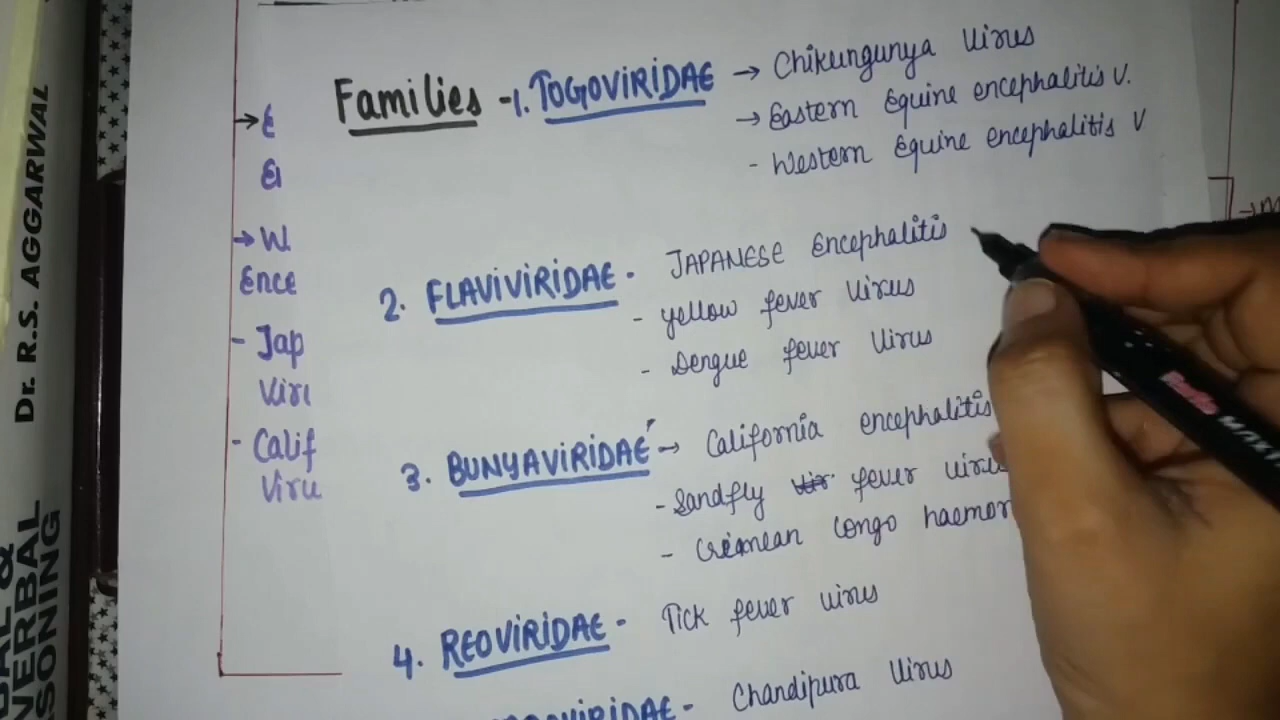 Families - 1. TOGOVIRIDAE → Chikungunya Virus
→ Eastern Equine encephalitis V.
- Western Equine encephalitis V
2. FLAVIVIRIDAE - JAPANESE Encephalitis
- yellow fever Virus
- Dengue fever Virus
3. BUNYAVIRIDAE → California encephalitis
- Sandfly fever virus
- Crimean Congo haemor
4. REOVIRIDAE - Tick fever virus
Chandipura Virus
→ E
→ W
Ence
- Jap
Viru
- Calif
Viru
Dr. R.S. AGGARWAL
VERBAL